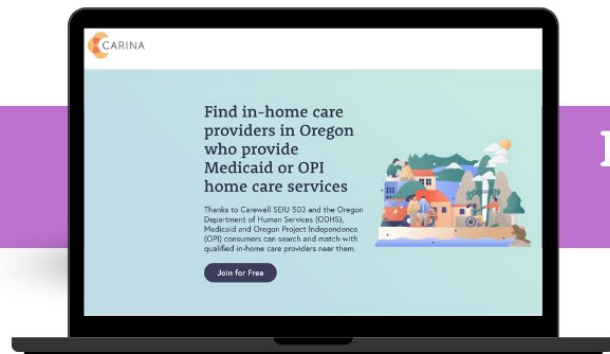 CARINA
Find in-home care
providers in Oregon
who provide
Medicaid or OPI
home care services
Thanks to Carewell SEIU 503 and the Oregon
Department of Human Services (ODHS),
Medicaid and Oregon Project Independence
(OPI) consumers can search and match with
qualified in-home care providers near them.
Join for Free